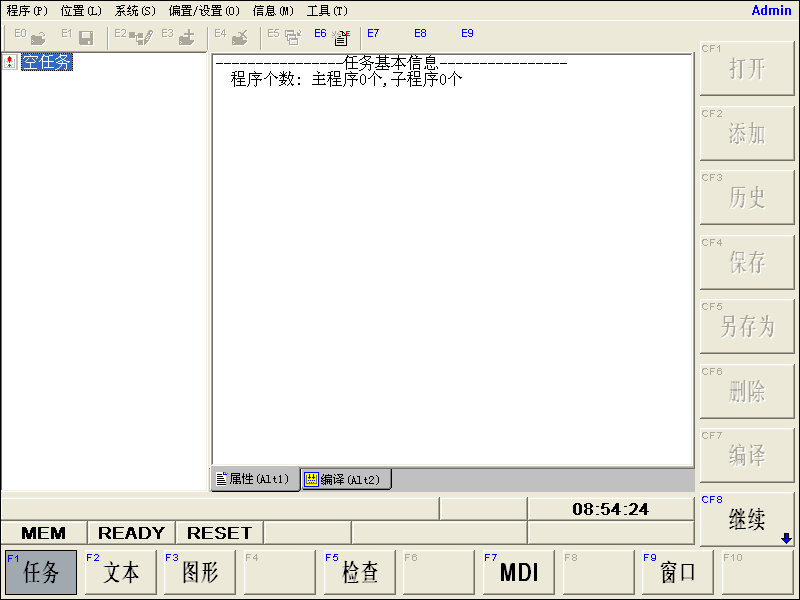 程序(P) 位置(L) 系统(S) 偏置/设置(O) 信息(M) 工具(T) Admin
E0 E1 E2 E3 E4 E5 E6 E7 E8 E9
空任务
----------------任务基本信息----------------
程序个数: 主程序0个,子程序0个
属性(Alt1) 编译(Alt2)
CF1 打开
CF2 添加
CF3 历史
CF4 保存
CF5 另存为
CF6 删除
CF7 编译
CF8 继续
08:54:24
MEM READY RESET
F1 任务 F2 文本 F3 图形 F4 F5 检查 F6 F7 MDI F8 F9 窗口 F10